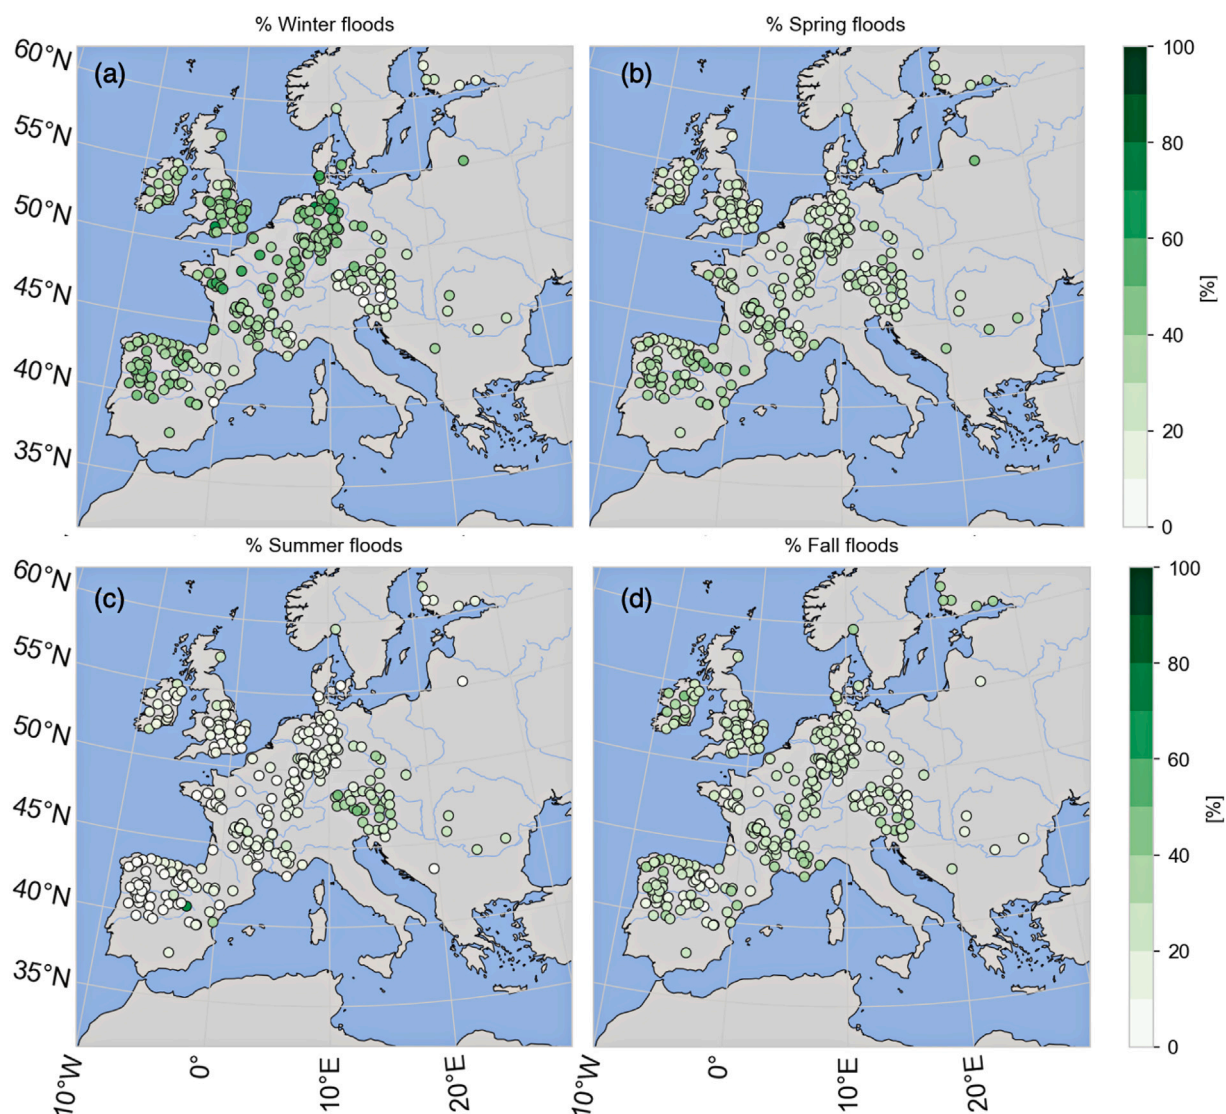 % Winter floods
% Spring floods
(a)
(b)
60°N
55°N
50°N
45°N
40°N
35°N
100
80
60
40
20
0
[%]
% Summer floods
% Fall floods
(c)
(d)
60°N
55°N
50°N
45°N
40°N
35°N
10°W
0°
10°E
20°E
10°W
0°
10°E
20°E
100
80
60
40
20
0
[%]